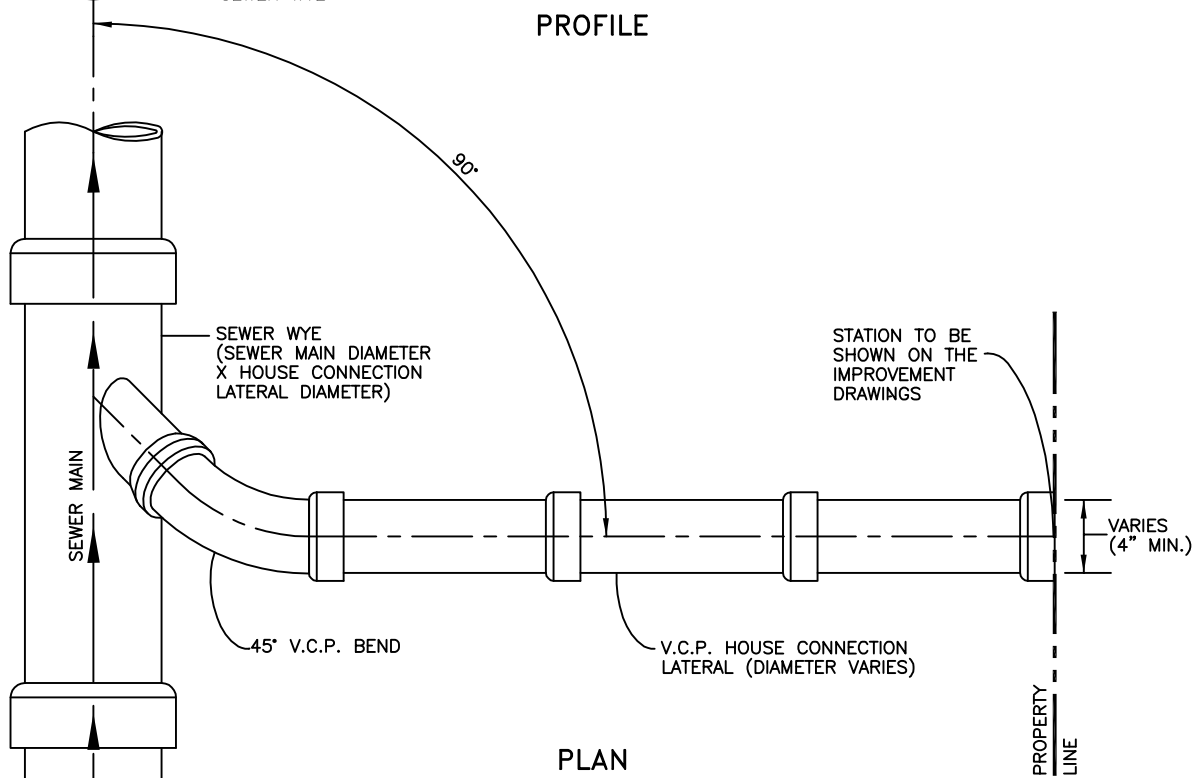 PROFILE
90°
SEWER WYE
(SEWER MAIN DIAMETER
X HOUSE CONNECTION
LATERAL DIAMETER)
STATION TO BE
SHOWN ON THE
IMPROVEMENT
DRAWINGS
SEWER MAIN
VARIES
(4" MIN.)
45° V.C.P. BEND
V.C.P. HOUSE CONNECTION
LATERAL (DIAMETER VARIES)
PROPERTY
LINE
PLAN